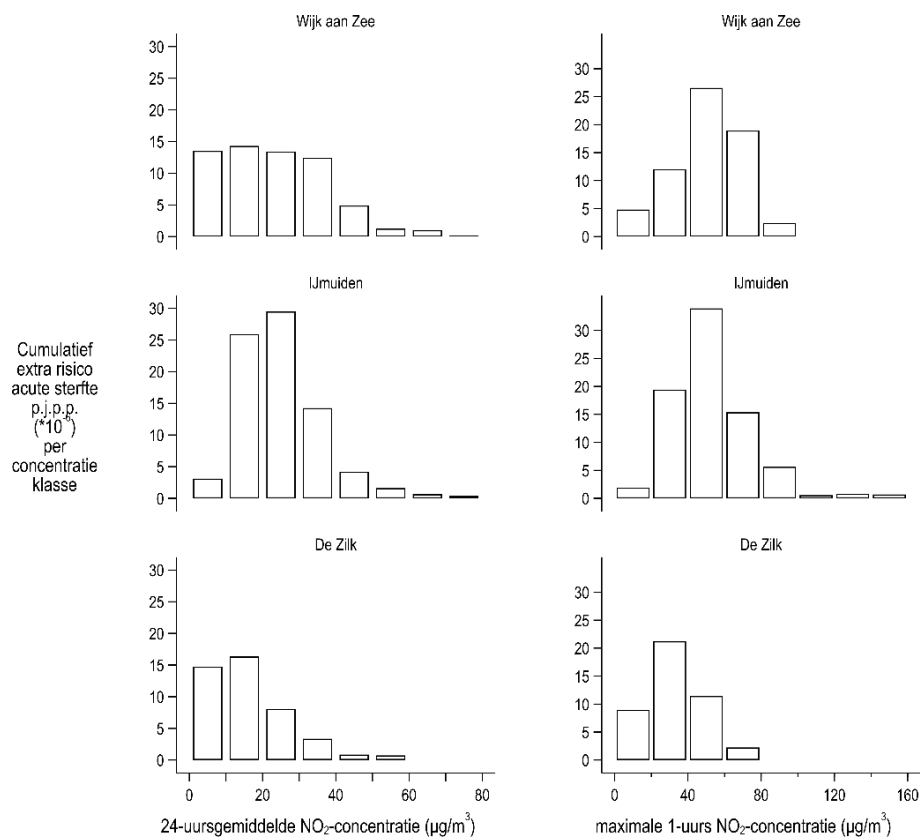 Wijk aan Zee
30
25
20
15
10
5
0
Wijk aan Zee
30
25
20
15
10
5
0
IJmuiden
30
25
20
15
10
5
0
IJmuiden
30
25
20
15
10
5
0
Cumulatief
extra risico
acute sterfte
p.j.p.p.
(*10⁻⁶)
per
concentratie
klasse
De Zilk
30
25
20
15
10
5
0
0 20 40 60 80
24-uursgemiddelde NO₂-concentratie (µg/m³)
De Zilk
30
25
20
15
10
5
0
0 40 80 120 160
maximale 1-uurs NO₂-concentratie (µg/m³)